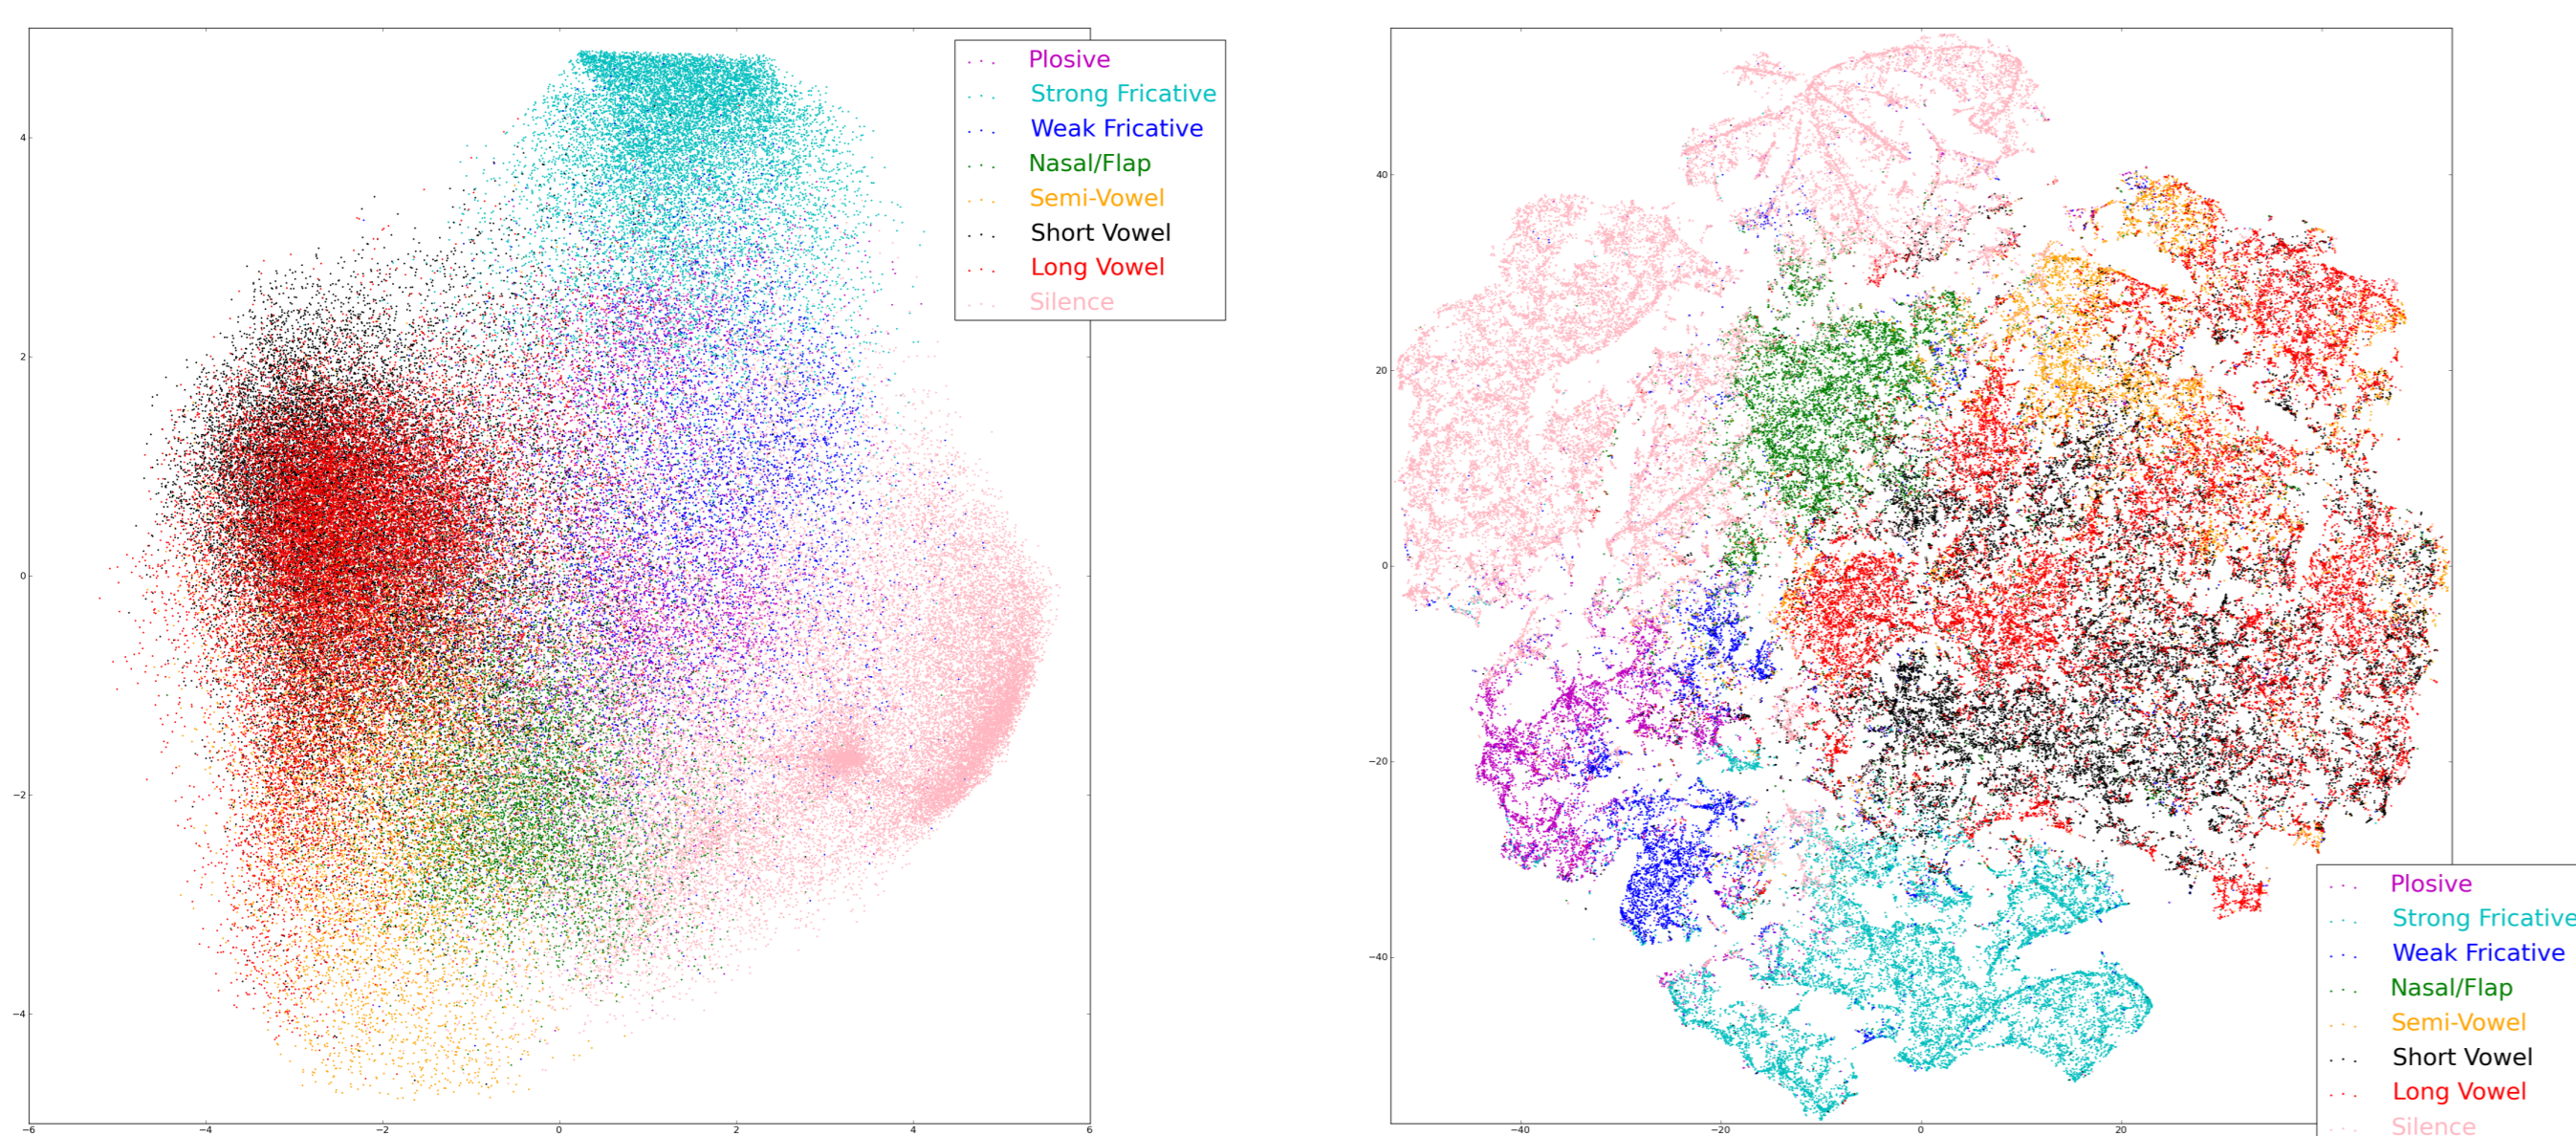 Plosive
Strong Fricative
Weak Fricative
Nasal/Flap
Semi-Vowel
Short Vowel
Long Vowel
Silence
4
2
0
−2
−4
−6
−4
−2
0
2
4
6
40
20
0
−20
−40
−40
−20
0
20
Plosive
Strong Fricative
Weak Fricative
Nasal/Flap
Semi-Vowel
Short Vowel
Long Vowel
Silence